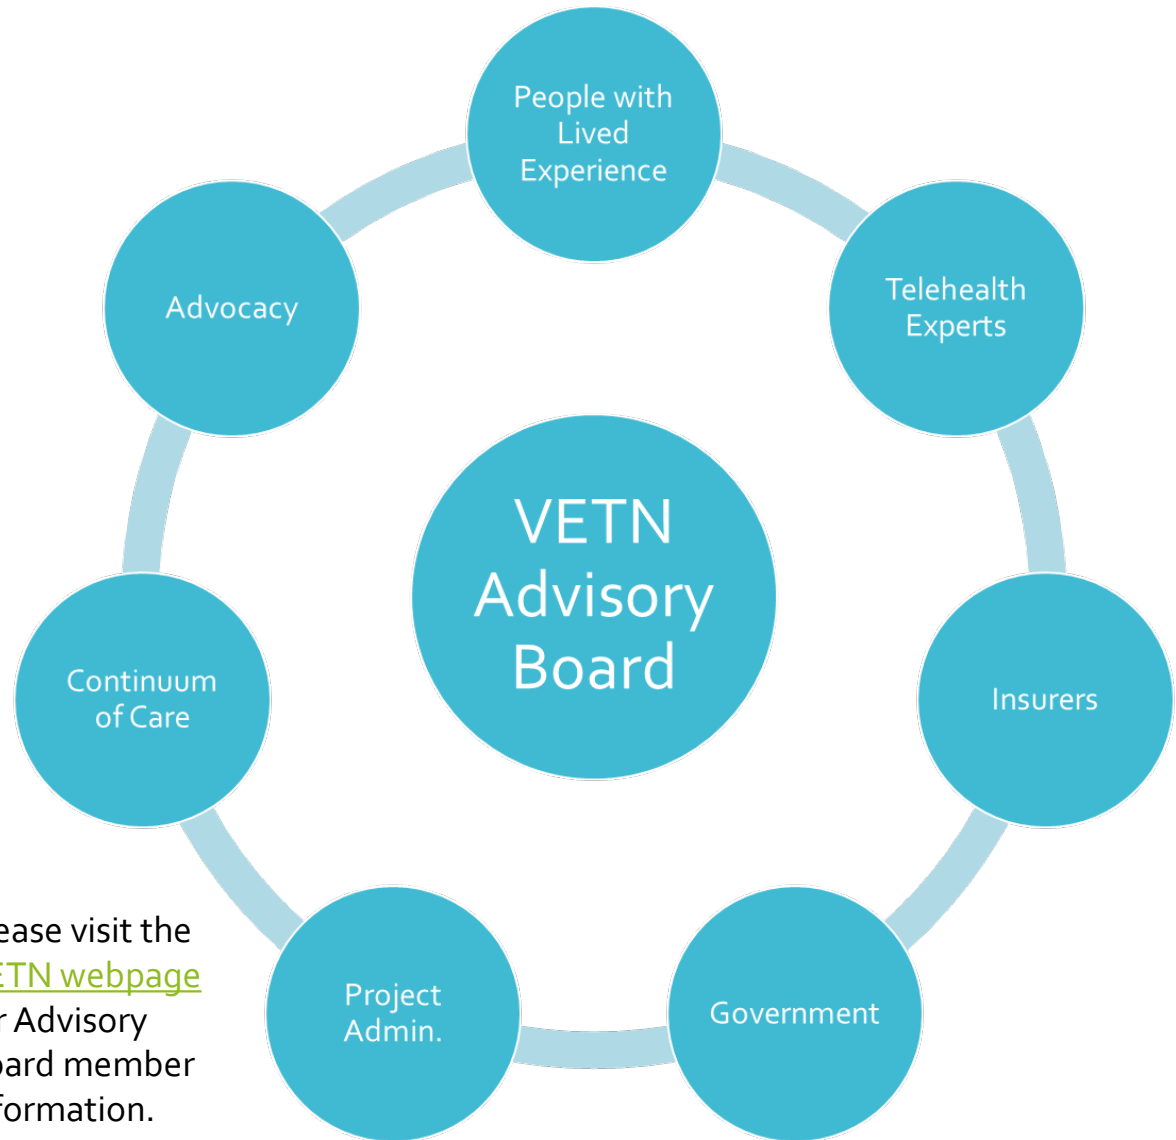 People with
Lived
Experience
Telehealth
Experts
Insurers
Government
Project
Admin.
Continuum
of Care
Advocacy
VETN
Advisory
Board
ease visit the
ETN webpage
r Advisory
oard member
formation.